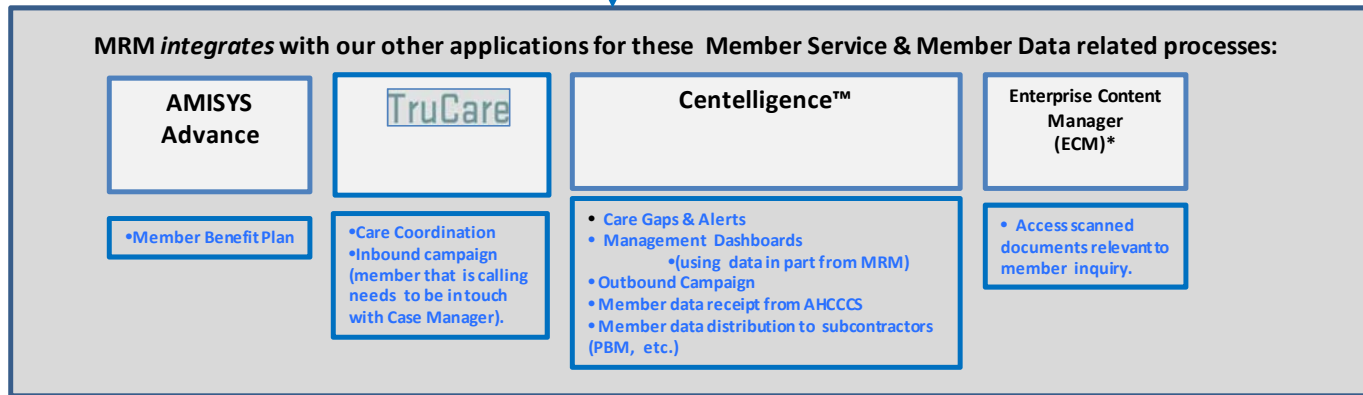 MRM integrates with our other applications for these Member Service & Member Data related processes:
AMISYS
Advance
TruCare
Centelligence™
Enterprise Content
Manager
(ECM)*
•Member Benefit Plan
•Care Coordination
•Inbound campaign
(member that is calling
needs to be in touch
with Case Manager).
• Care Gaps & Alerts
• Management Dashboards
•(using data in part from MRM)
•Outbound Campaign
•Member data receipt from AHCCCS
•Member data distribution to subcontractors
(PBM, etc.)
• Access scanned
documents relevant to
member inquiry.